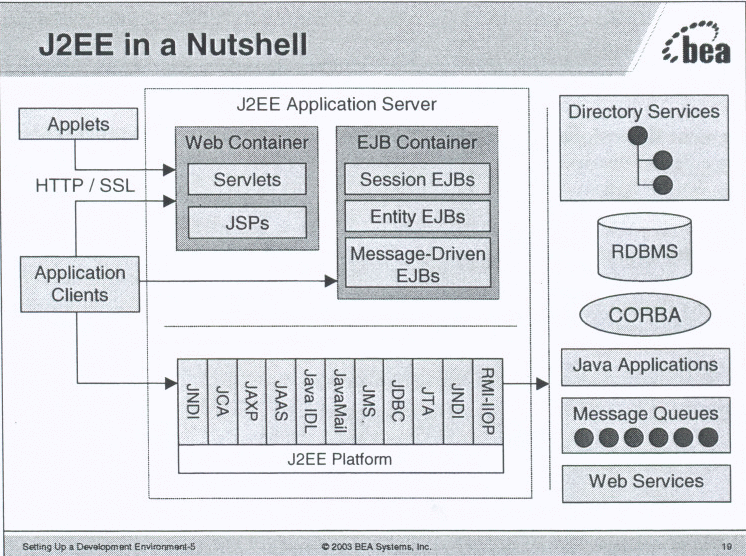 J2EE in a Nutshell
bea
J2EE Application Server
Applets
HTTP / SSL
Application
Clients
Web Container
Servlets
JSPs
EJB Container
Session EJBs
Entity EJBs
Message-Driven
EJBs
JNDI
JCA
JAXP
JAAS
Java IDL
JavaMail
JMS
JDBC
JTA
JNDI
RMI-IIOP
J2EE Platform
Directory Services
RDBMS
CORBA
Java Applications
Message Queues
Web Services
Setting Up a Development Environment-5
© 2003 BEA Systems, Inc.
19